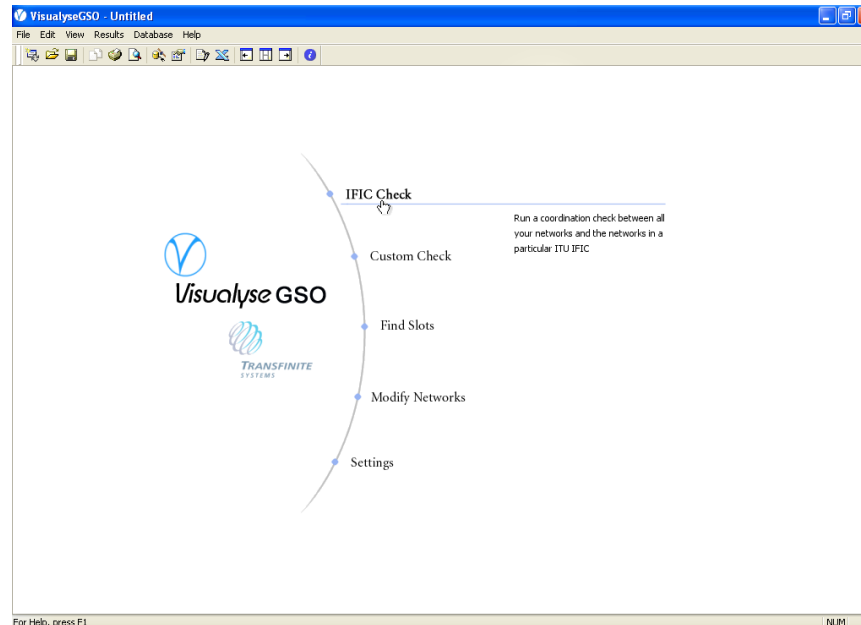 VisualyseGSO - Untitled
File Edit View Results Database Help
IFIC Check
Run a coordination check between all
your networks and the networks in a
particular ITU IFIC
Custom Check
Visualyse GSO
Find Slots
TRANSFINITE
SYSTEMS
Modify Networks
Settings
For Help, press F1
NUM